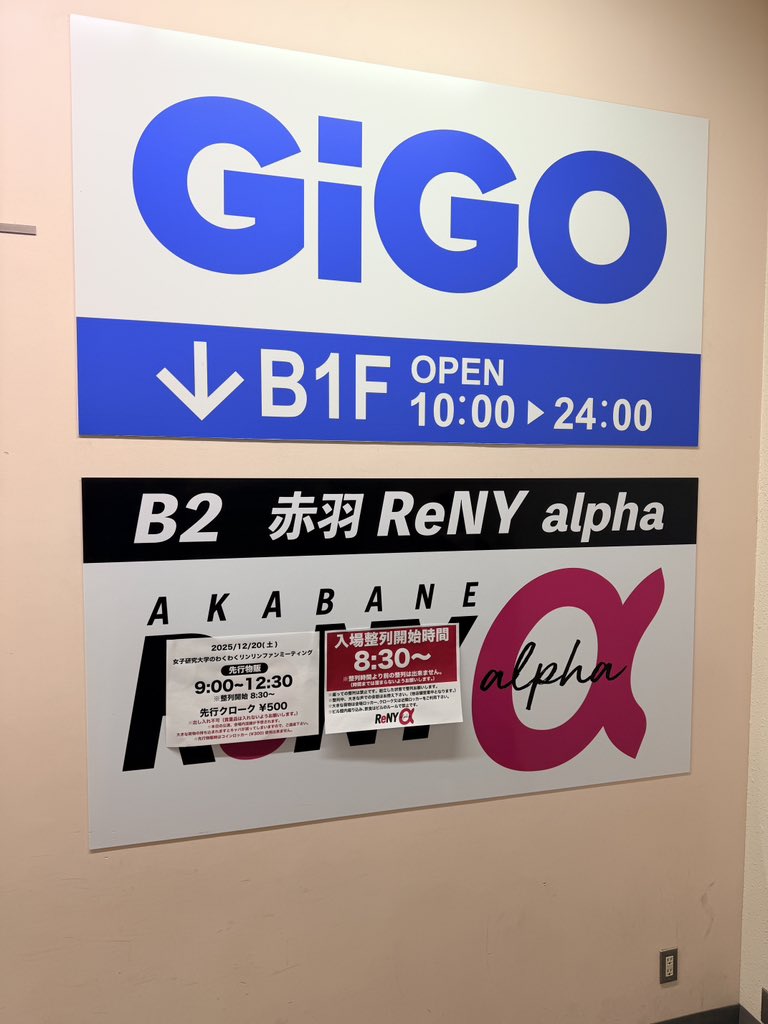 GiGO
↓B1F OPEN
10:00▶24:00
B2 赤羽 ReNY alpha
AKABANE
ReNY α
alpha
2025/12/20(土)
女子研究大学のわくわくリンリンファンミーティング
先行物販
9:00~12:30
※整列開始 8:30~
先行クローク ¥500
入場整列開始時間
8:30~
※整列時間より前の整列は出来ません。
ReNY α